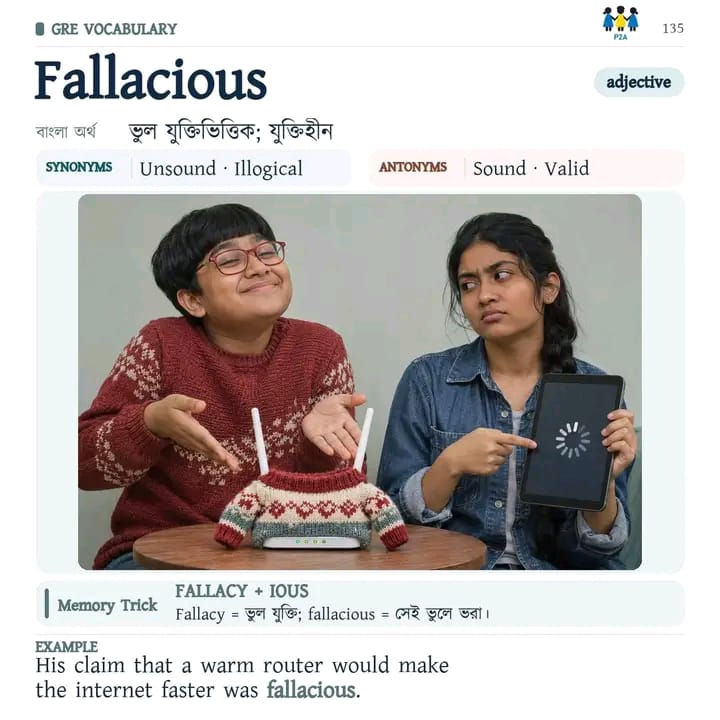 GRE VOCABULARY
P2A
135
Fallacious
adjective
বাংলা অর্থ ভুল যুক্তিভিত্তিক; যুক্তিহীন
SYNONYMS Unsound · Illogical
ANTONYMS Sound · Valid
Memory Trick
FALLACY + IOUS
Fallacy = ভুল যুক্তি; fallacious = সেই ভুলে ভরা।
EXAMPLE
His claim that a warm router would make
the internet faster was fallacious.